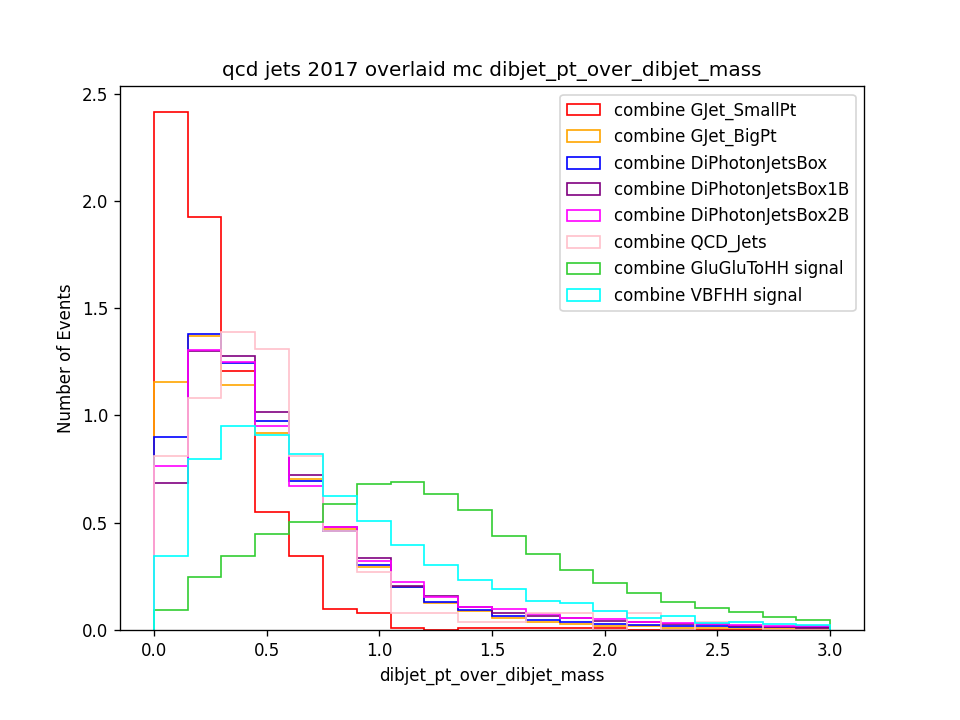 qcd jets 2017 overlaid mc dibjet_pt_over_dibjet_mass
combine GJet_SmallPt
combine GJet_BigPt
combine DiPhotonJetsBox
combine DiPhotonJetsBox1B
combine DiPhotonJetsBox2B
combine QCD_Jets
combine GluGluToHH signal
combine VBFHH signal
Number of Events
2.5
2.0
1.5
1.0
0.5
0.0
0.0 0.5 1.0 1.5 2.0 2.5 3.0
dibjet_pt_over_dibjet_mass